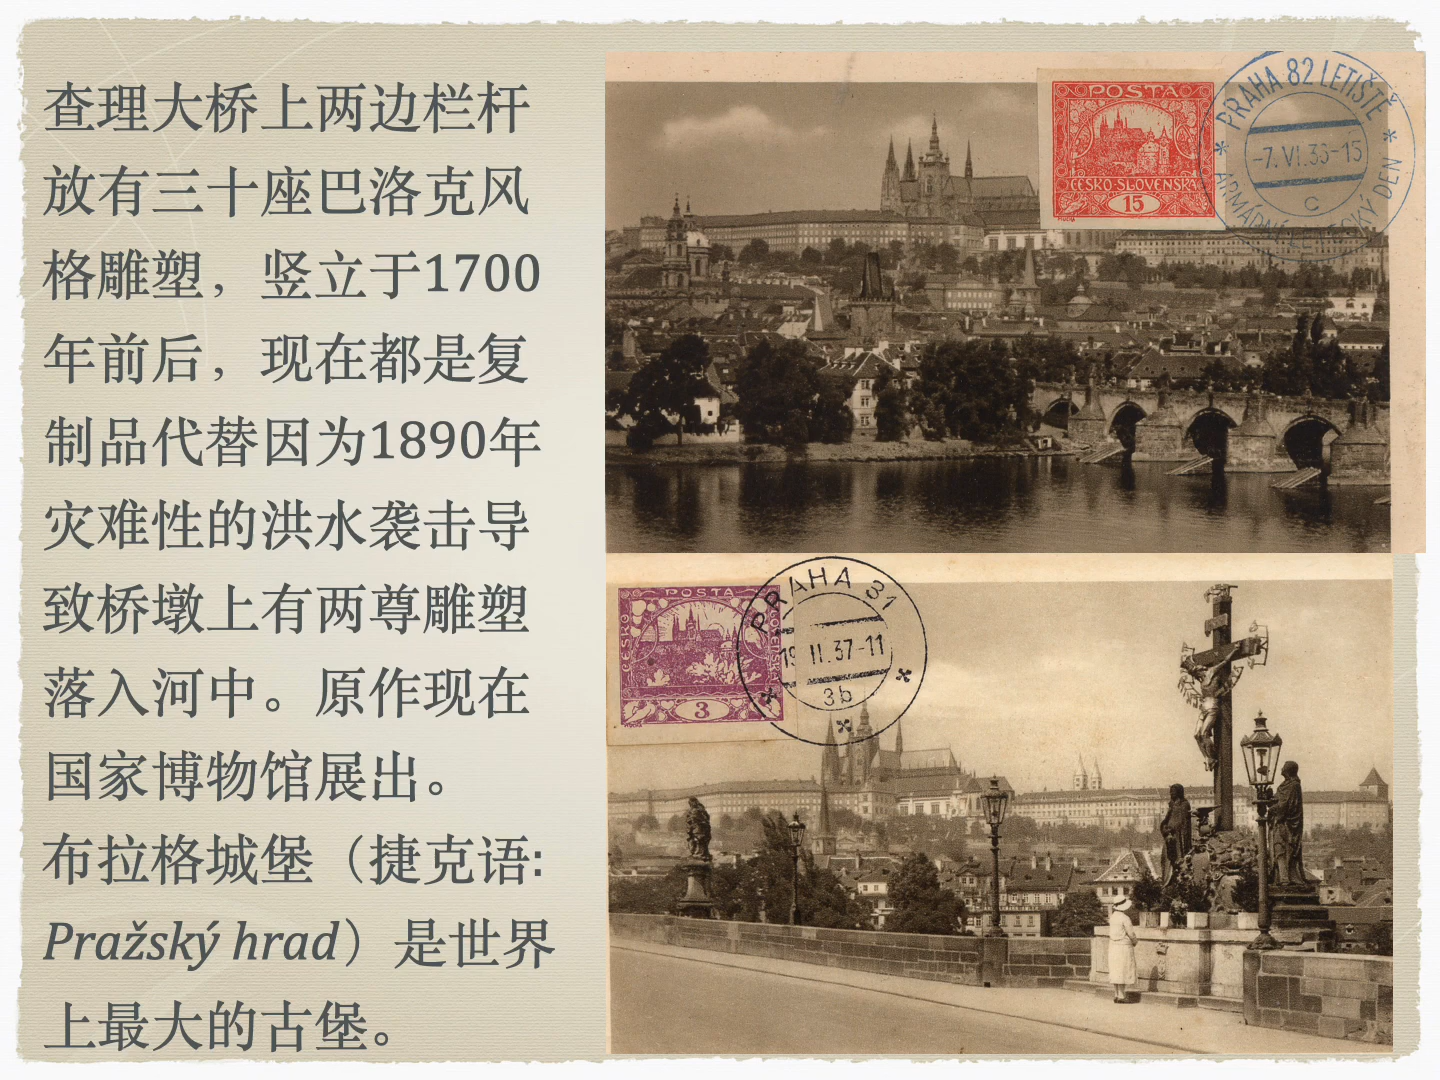 查理大桥上两边栏杆
放有三十座巴洛克风
格雕塑，竖立于1700
年前后，现在都是复
制品代替因为1890年
灾难性的洪水袭击导
致桥墩上有两尊雕塑
落入河中。原作现在
国家博物馆展出。
布拉格城堡（捷克语:
Pražský hrad）是世界
上最大的古堡。
POSTA
ČESKO-SLOVENSKÁ
15
PRAHA 82 LETIŠTĚ
-7.VI.36-15
C
ARMÁDNÍ LETECKÝ DEN
POSTA
ČESKO
3
PRAHA 31
II.37-11
3b